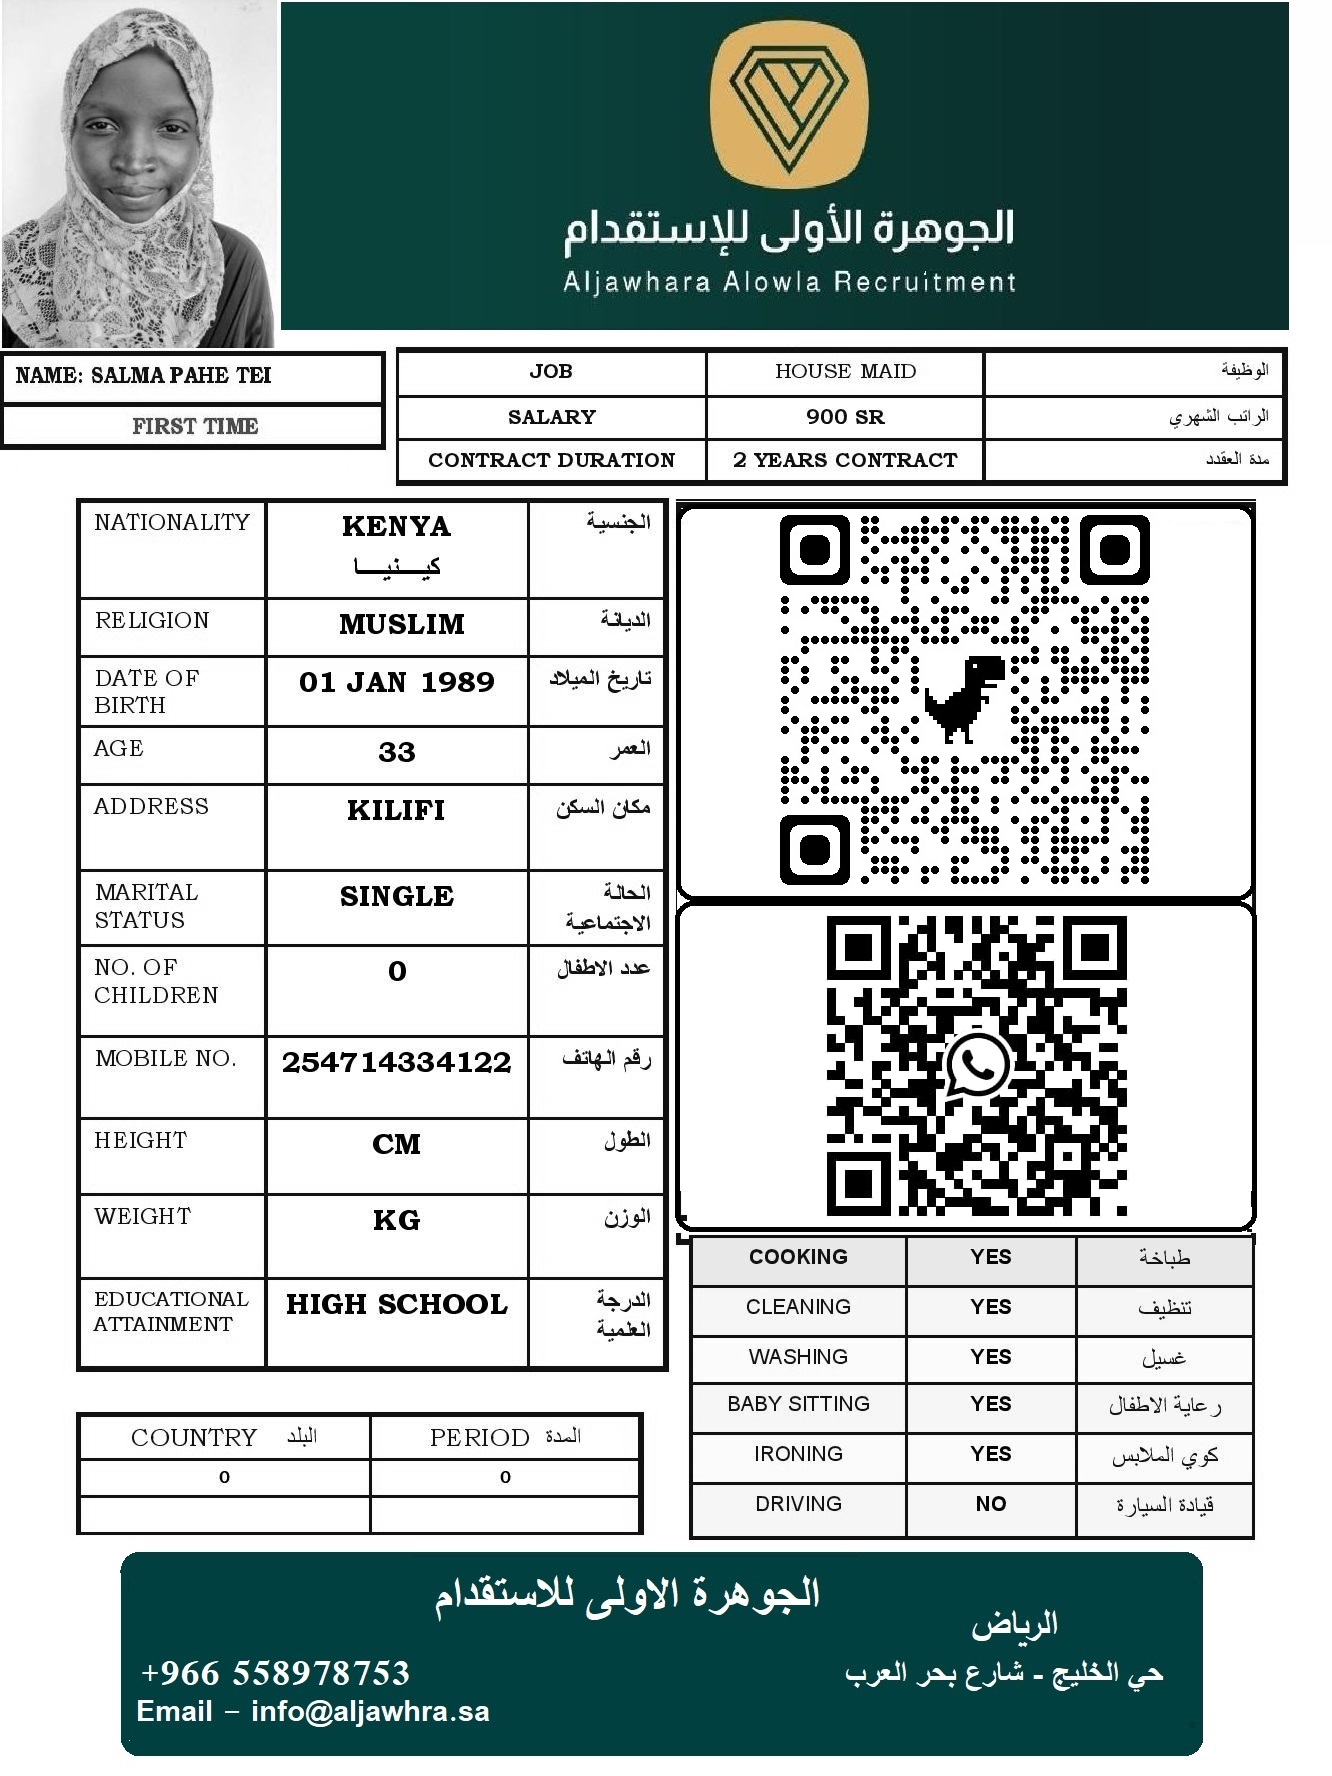 الجوهرة الأولى للإستقدام
Aljawhara Alowla Recruitment
NAME: SALMA PAHE TEI
FIRST TIME
JOB HOUSE MAID الوظيفة
SALARY 900 SR الراتب الشهري
CONTRACT DURATION 2 YEARS CONTRACT مدة العقدد
NATIONALITY KENYA الجنسية
كيـــنيـــا
RELIGION MUSLIM الديانة
DATE OF 01 JAN 1989 تاريخ الميلاد
BIRTH
AGE 33 العمر
ADDRESS KILIFI مكان السكن
MARITAL SINGLE الحالة
STATUS الاجتماعية
NO. OF 0 عدد الاطفال
CHILDREN
MOBILE NO. 254714334122 رقم الهاتف
HEIGHT CM الطول
WEIGHT KG الوزن
EDUCATIONAL HIGH SCHOOL الدرجة
ATTAINMENT العلمية
COOKING YES طباخة
CLEANING YES تنظيف
WASHING YES غسيل
BABY SITTING YES رعاية الاطفال
IRONING YES كوي الملابس
DRIVING NO قيادة السيارة
COUNTRY البلد PERIOD المدة
0 0
الجوهرة الاولى للاستقدام
الرياض
حي الخليج - شارع بحر العرب
+966 558978753
Email – info@aljawhra.sa